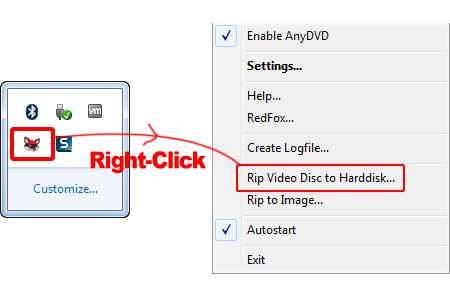 vm
S
Customize...
Right-Click
Enable AnyDVD
Settings...
Help...
RedFox...
Create Logfile...
Rip Video Disc to Harddisk...
Rip to Image...
Autostart
Exit